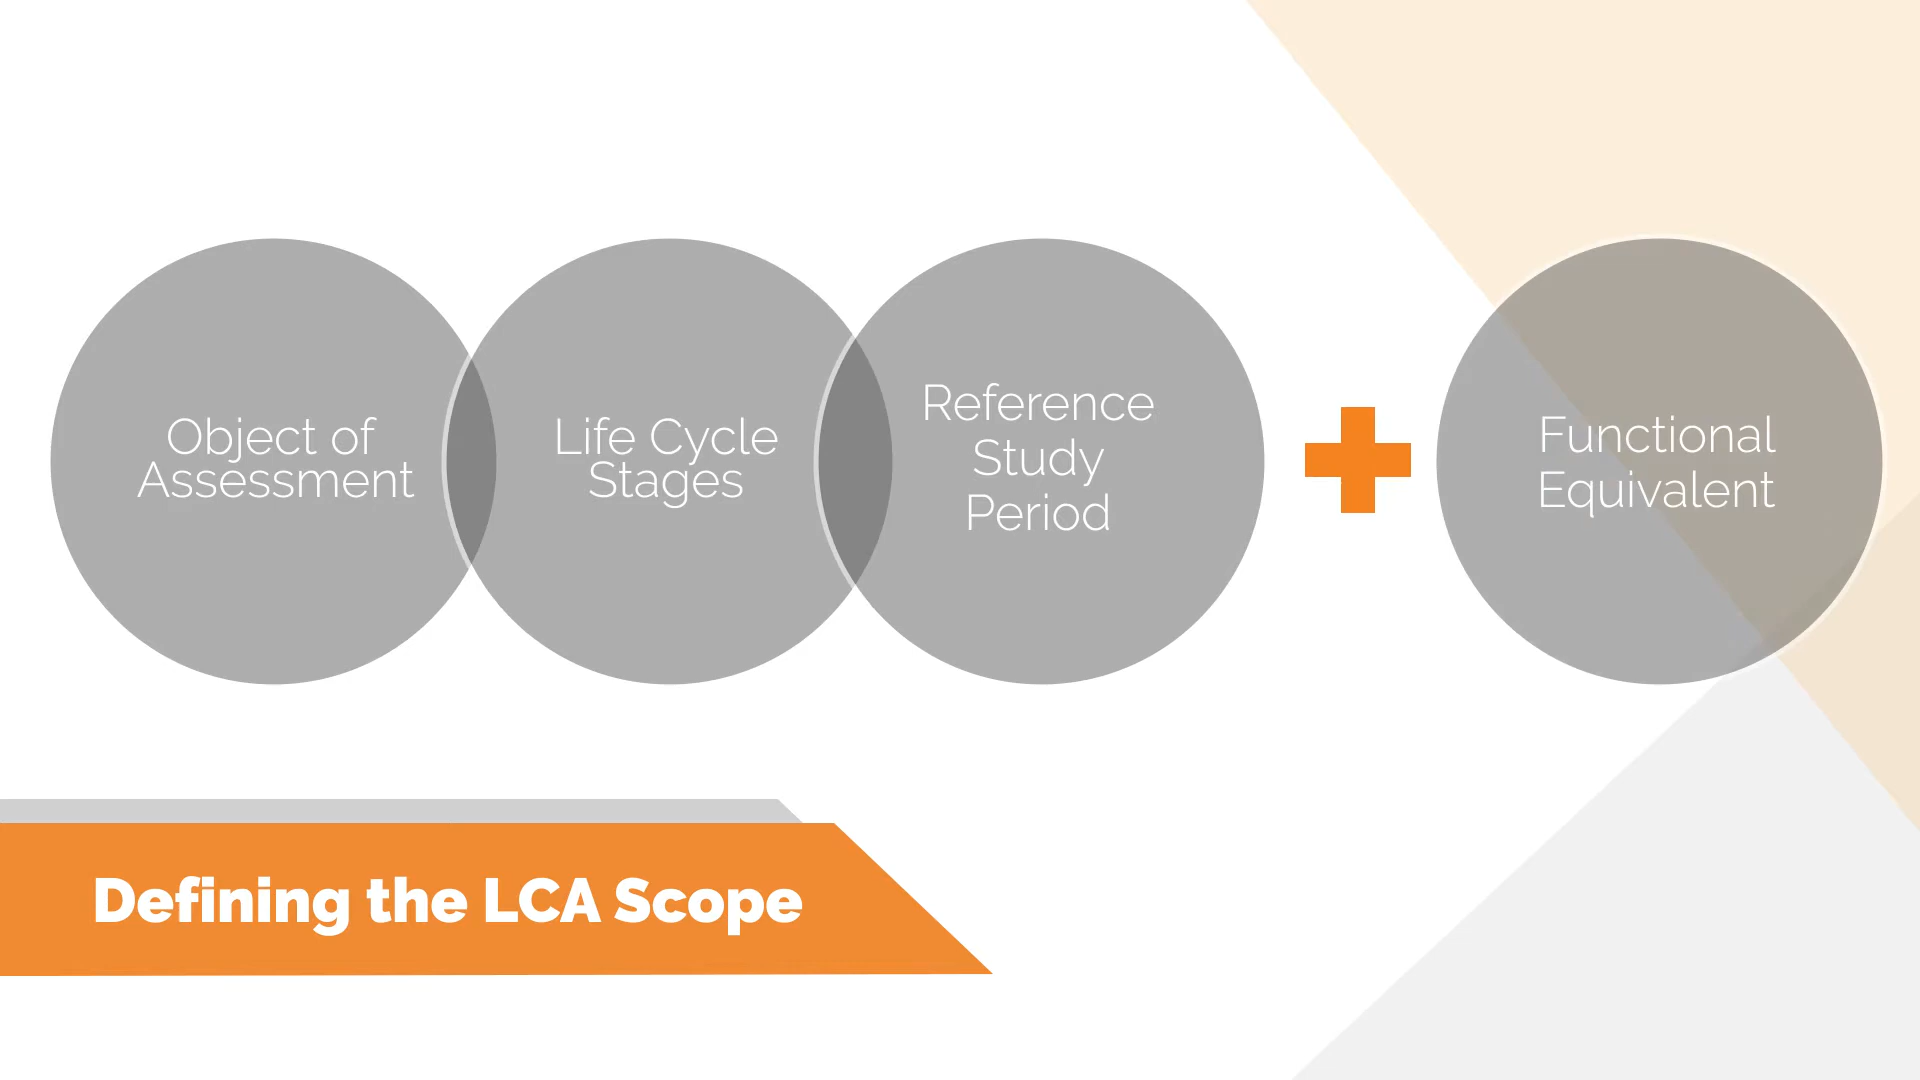 Object of
Assessment
Life Cycle
Stages
Reference
Study
Period
Functional
Equivalent
Defining the LCA Scope